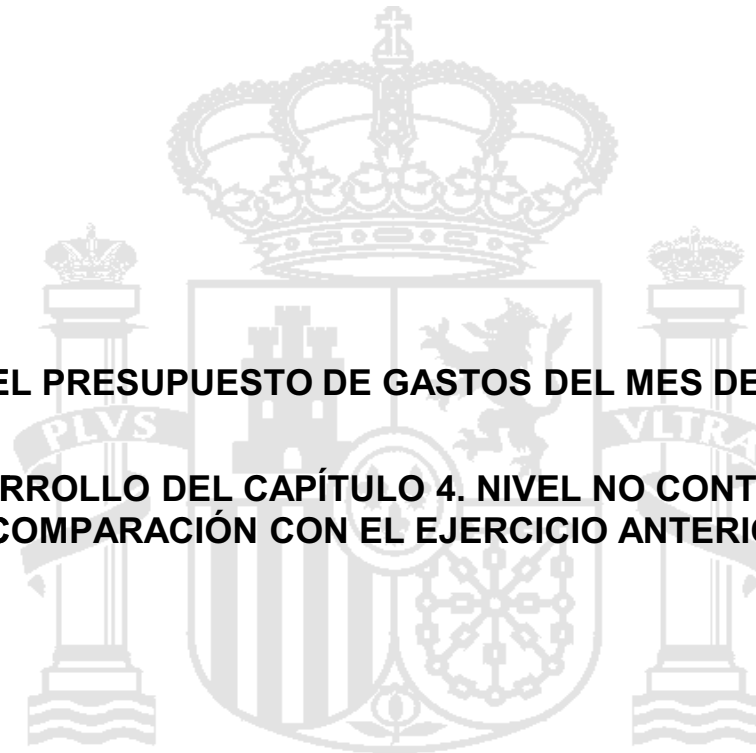 EL PRESUPUESTO DE GASTOS DEL MES DE
PLVS
VLTRA
RROLLO DEL CAPÍTULO 4. NIVEL NO CONT
COMPARACIÓN CON EL EJERCICIO ANTERIO